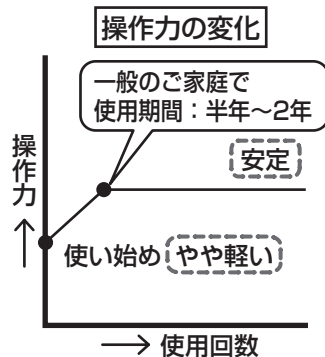 操作力の変化
一般のご家庭で
使用期間：半年～2年
安定
操作力
使い始め やや軽い
使用回数